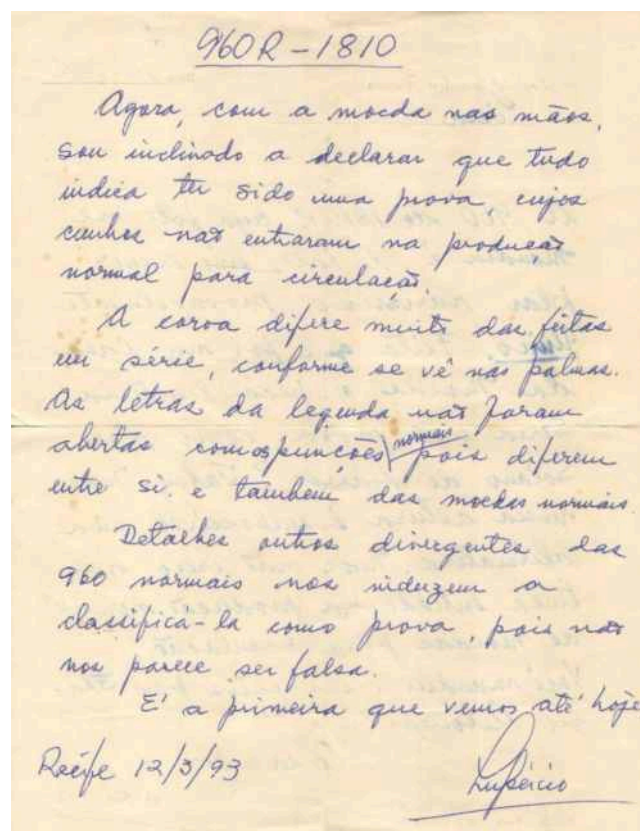 960R - 1810
Agora, com a moeda nas mãos,
sou inclinado a declarar que tudo
indica ter sido uma prova, cujos
cunhos não entraram na produção
normal para circulação.
A coroa difere muito das feitas
em série, conforme se vê nas palmas.
As letras da legenda não foram
abertas com os punções normais pois diferem
entre si e também das moedas normais.
Detalhes outros divergentes das
960 normais nos induzem a
classificá-la como prova, pois não
nos parece ser falsa.
É a primeira que vemos até hoje
Recife 12/3/93
Lupércio